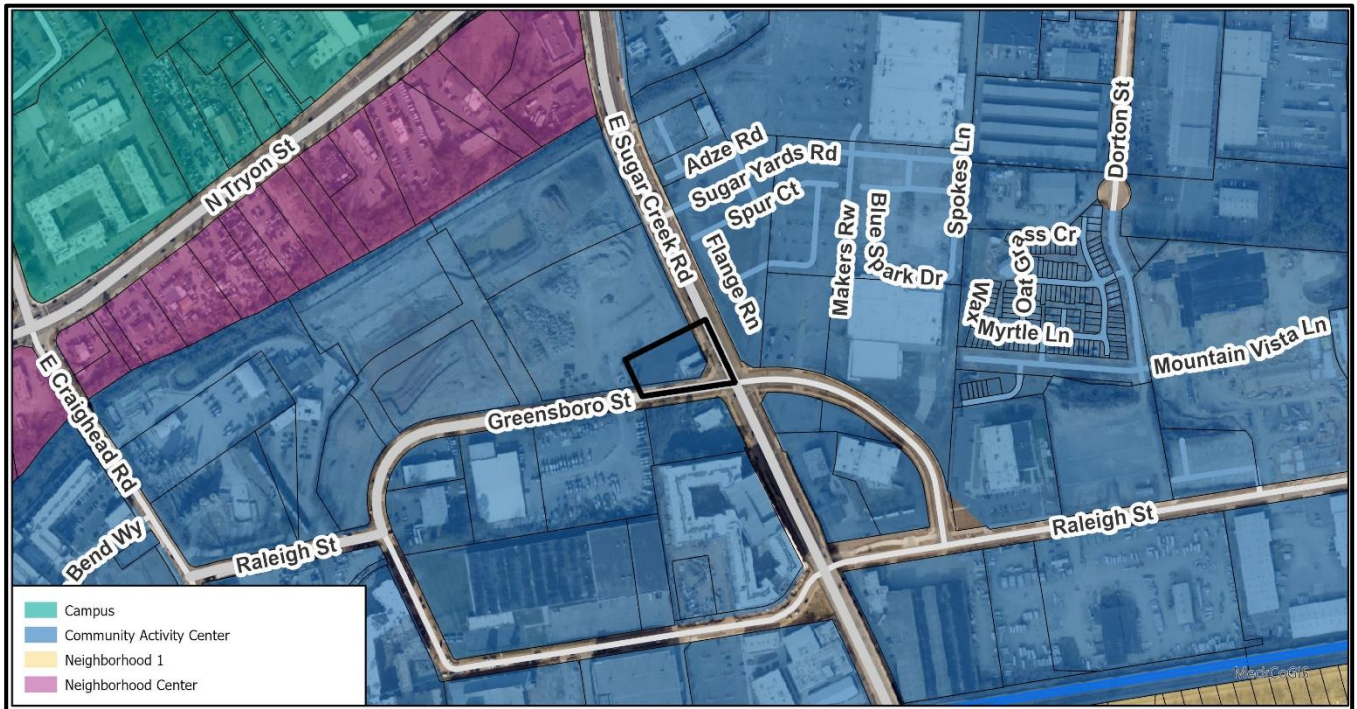 N Tryon St
E Sugar Creek Rd
Adze Rd
Sugar Yards Rd
Spur Ct
Flange Rn
Makers Rw
Blue Spark Dr
Spokes Ln
Dorton St
Oat Grass Cr
Wax Myrtle Ln
Mountain Vista Ln
Greensboro St
E Craighead Rd
Bend Wy
Raleigh St
Raleigh St
Campus
Community Activity Center
Neighborhood 1
Neighborhood Center
MeckCoGIS